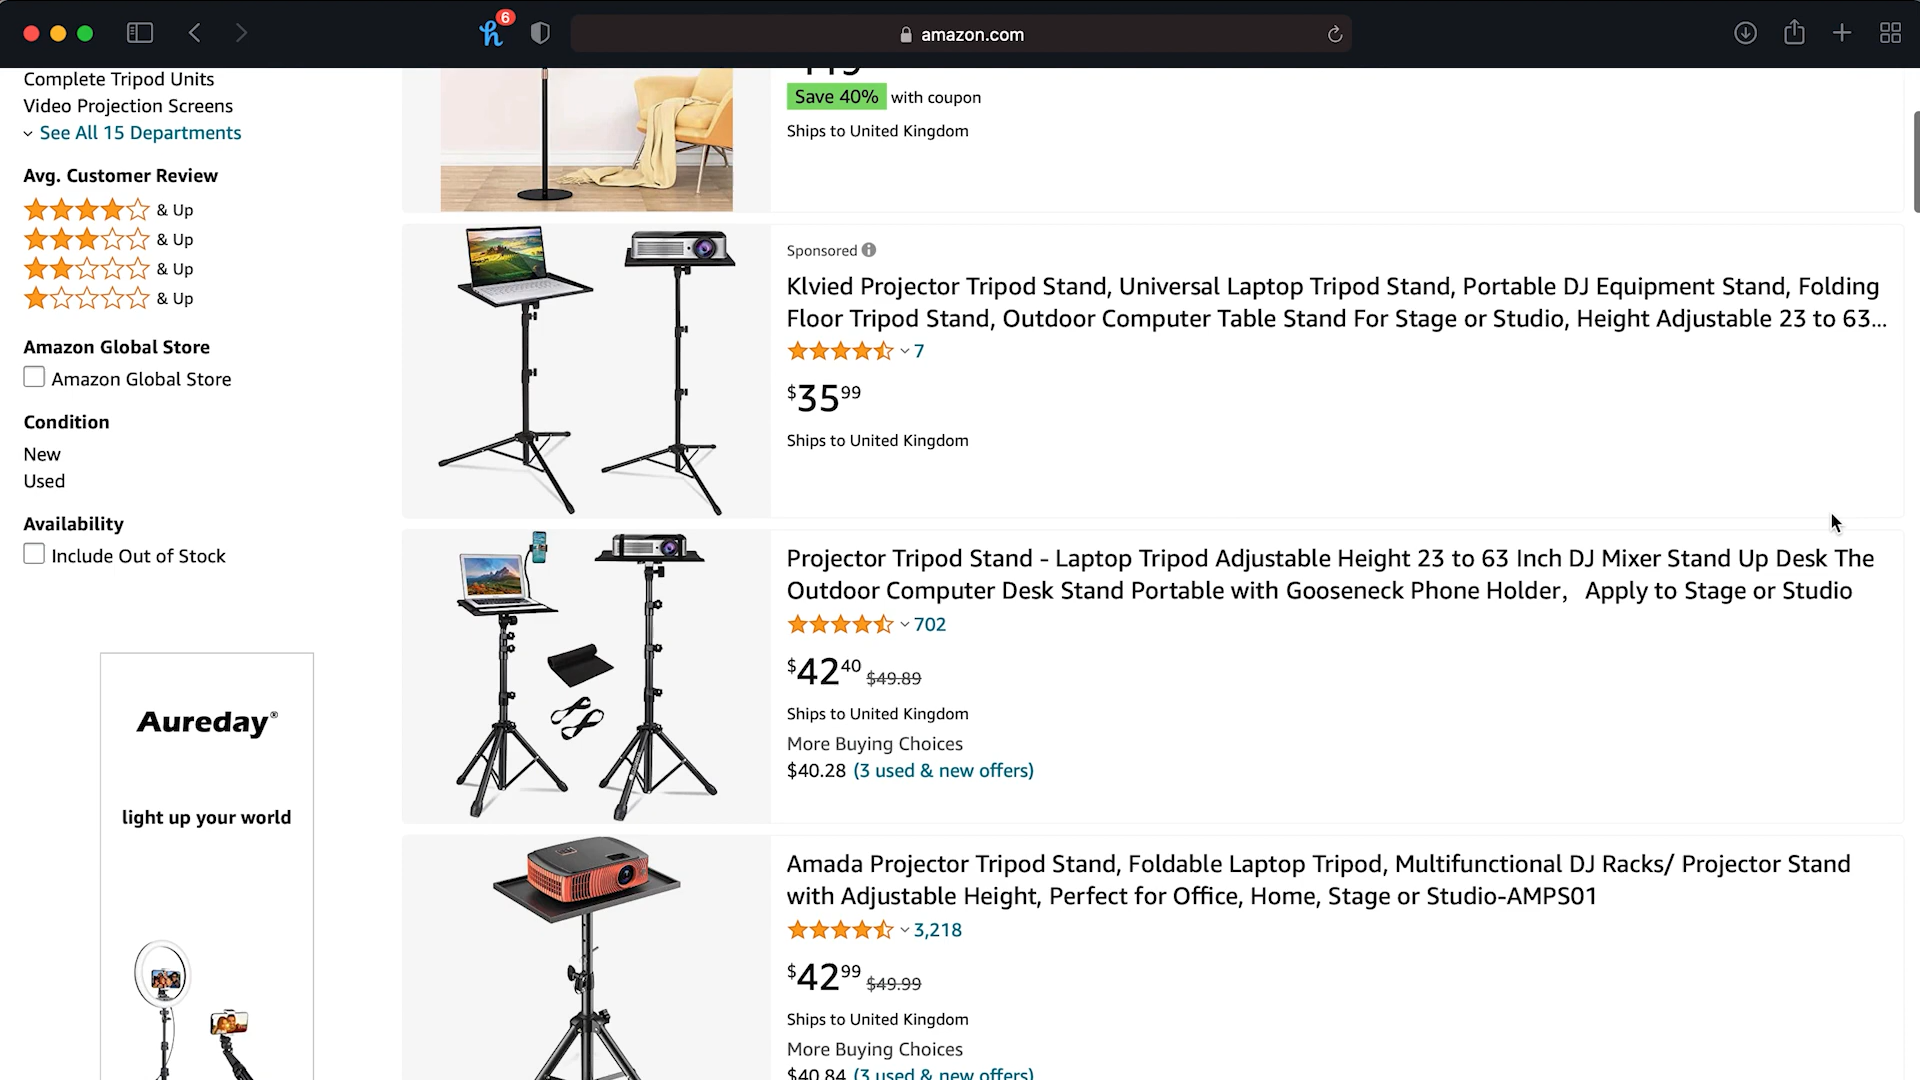 6
amazon.com
Complete Tripod Units
Video Projection Screens
See All 15 Departments
Avg. Customer Review
& Up
& Up
& Up
& Up
Amazon Global Store
Amazon Global Store
Condition
New
Used
Availability
Include Out of Stock
Aureday®
light up your world
Save 40% with coupon
Ships to United Kingdom
Sponsored
Klvied Projector Tripod Stand, Universal Laptop Tripod Stand, Portable DJ Equipment Stand, Folding
Floor Tripod Stand, Outdoor Computer Table Stand For Stage or Studio, Height Adjustable 23 to 63...
7
$35 99
Ships to United Kingdom
Projector Tripod Stand - Laptop Tripod Adjustable Height 23 to 63 Inch DJ Mixer Stand Up Desk The
Outdoor Computer Desk Stand Portable with Gooseneck Phone Holder, Apply to Stage or Studio
702
$42 40 $49.89
Ships to United Kingdom
More Buying Choices
$40.28 (3 used & new offers)
Amada Projector Tripod Stand, Foldable Laptop Tripod, Multifunctional DJ Racks/ Projector Stand
with Adjustable Height, Perfect for Office, Home, Stage or Studio-AMPS01
3,218
$42 99 $49.99
Ships to United Kingdom
More Buying Choices
$40.84 (3 used & new offers)